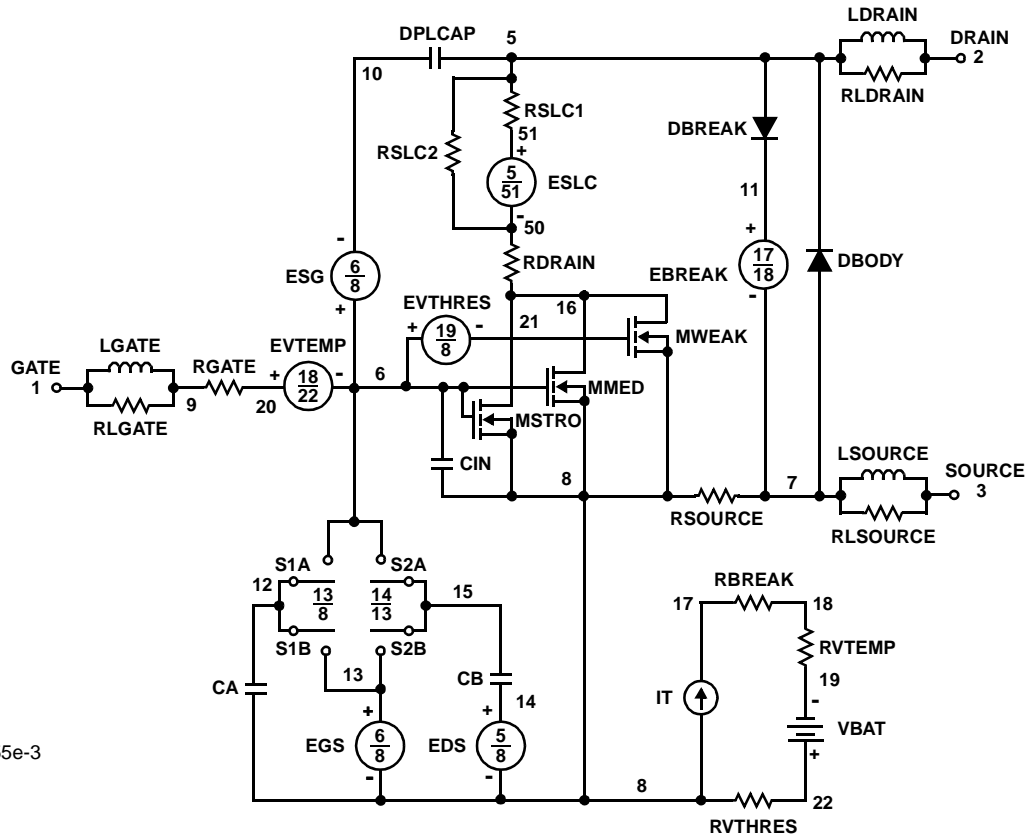 LDRAIN
DPLCAP
5
DRAIN
2
10
RLDRAIN
RSLC1
DBREAK
51
RSLC2
+
5
51
ESLC
11
-
50
-
+
RDRAIN
17
18
DBODY
ESG
6
8
EBREAK
EVTHRES
16
-
+
+
19
8
-
21
MWEAK
LGATE
EVTEMP
GATE
1
RGATE
+
18
22
-
6
MMED
9
20
MSTRO
RLGATE
LSOURCE
CIN
8
7
SOURCE
3
RSOURCE
RLSOURCE
S1A
S2A
12
13
8
14
13
15
RBREAK
17
18
S1B
S2B
RVTEMP
13
CB
CA
19
14
IT
-
+
+
VBAT
EGS
6
8
EDS
5
8
5e-3
+
-
-
8
22
RVTHRES